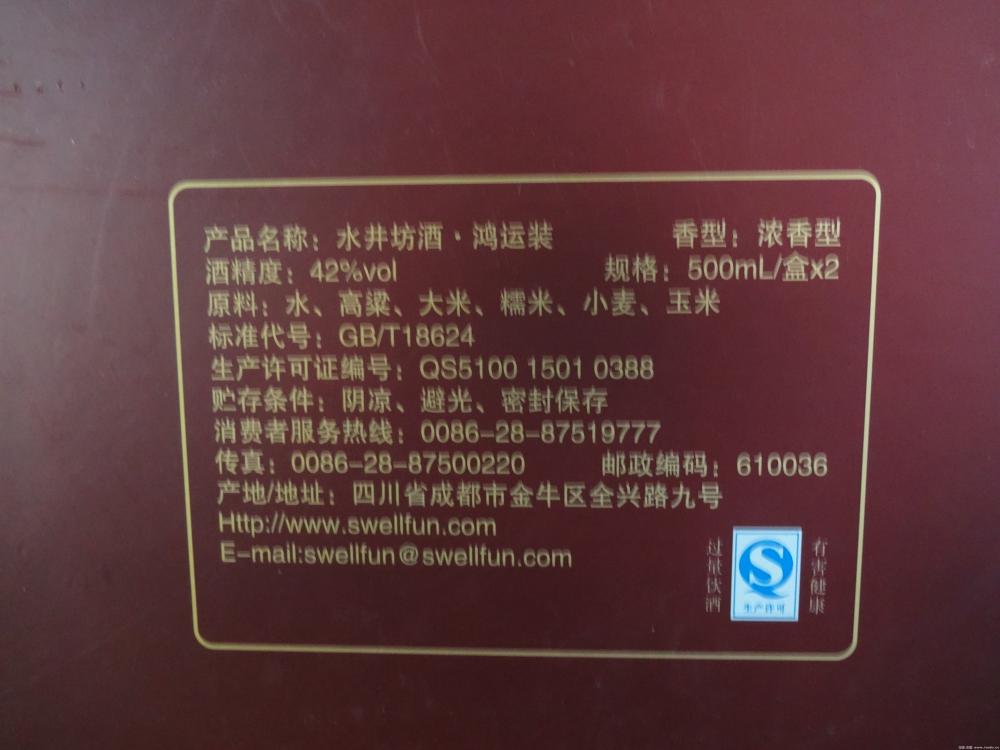 产品名称：水井坊酒·鸿运装 香型：浓香型
酒精度：42%vol 规格：500mL/盒x2
原料：水、高粱、大米、糯米、小麦、玉米
标准代号：GB/T18624
生产许可证编号：QS5100 1501 0388
贮存条件：阴凉、避光、密封保存
消费者服务热线：0086-28-87519777
传真：0086-28-87500220 邮政编码：610036
产地/地址：四川省成都市金牛区全兴路九号
Http://www.swellfun.com
E-mail:swellfun@swellfun.com
过量饮酒
有害健康
生产许可